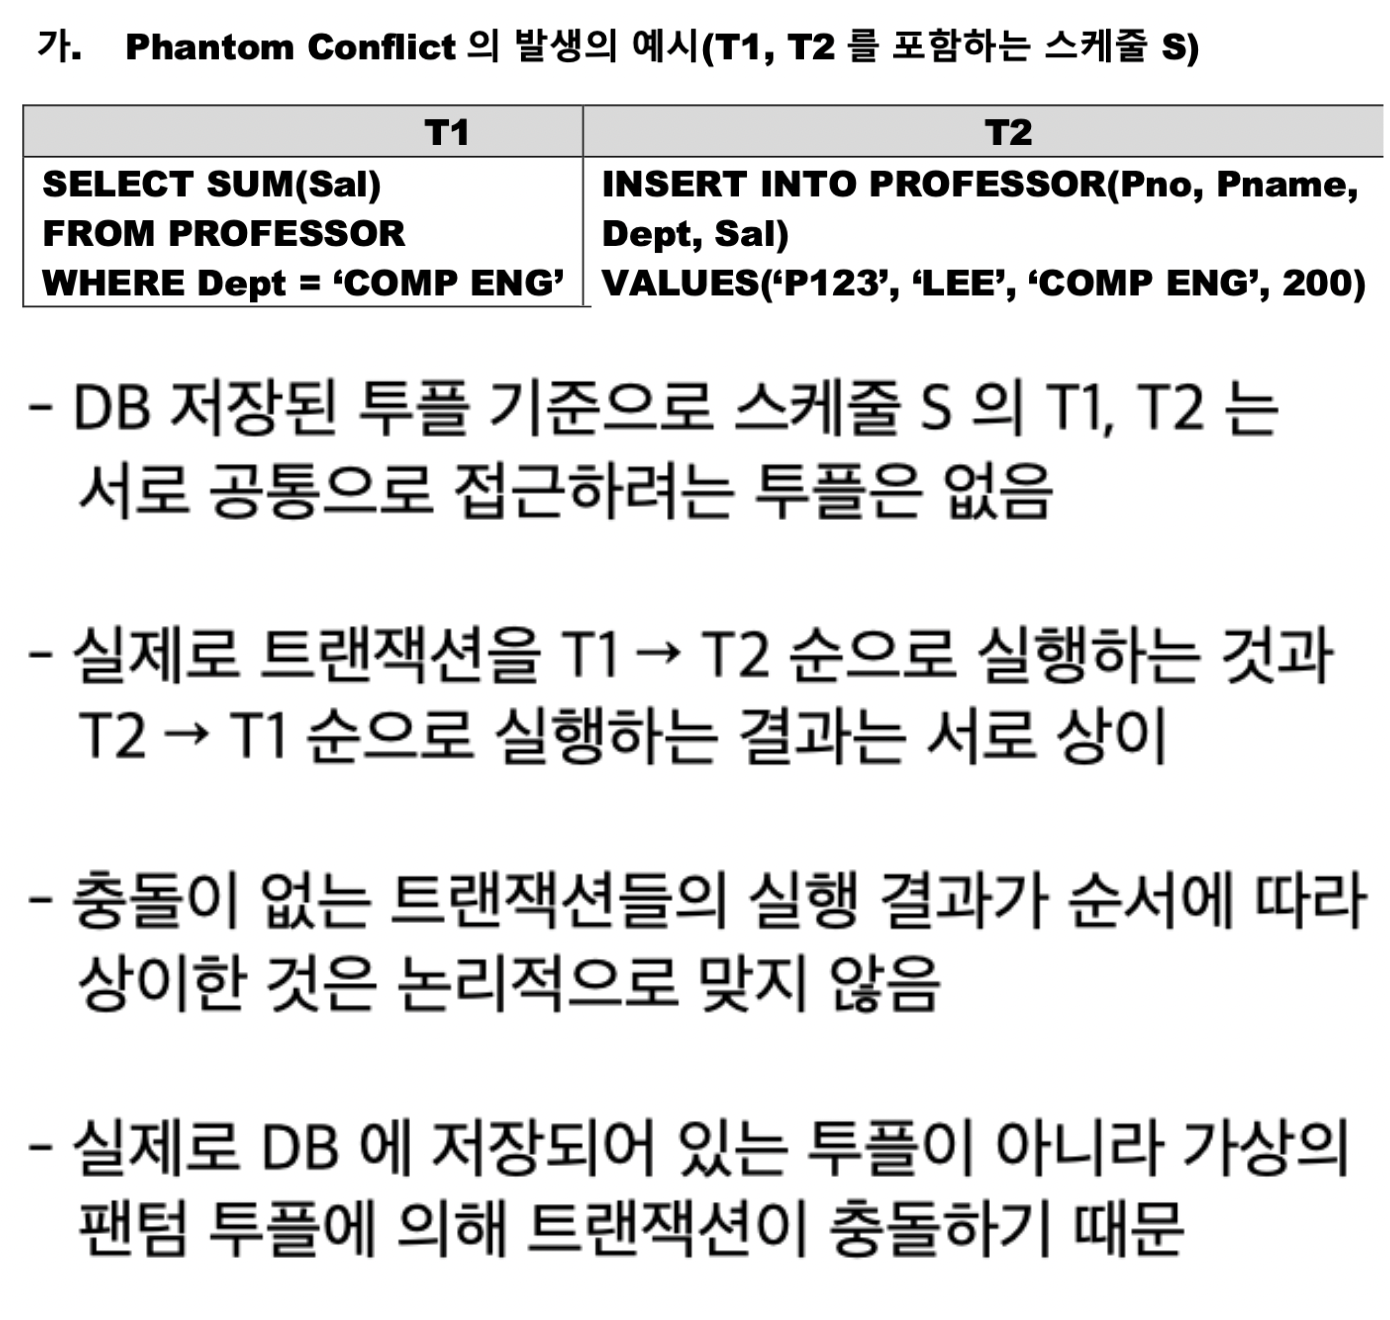 가. Phantom Conflict 의 발생의 예시(T1, T2 를 포함하는 스케줄 S)
T1
T2
SELECT SUM(Sal)
FROM PROFESSOR
WHERE Dept = ‘COMP ENG’
INSERT INTO PROFESSOR(Pno, Pname,
Dept, Sal)
VALUES(‘P123’, ‘LEE’, ‘COMP ENG’, 200)
- DB 저장된 투플 기준으로 스케줄 S 의 T1, T2 는
서로 공통으로 접근하려는 투플은 없음
- 실제로 트랜잭션을 T1 → T2 순으로 실행하는 것과
T2 → T1 순으로 실행하는 결과는 서로 상이
- 충돌이 없는 트랜잭션들의 실행 결과가 순서에 따라
상이한 것은 논리적으로 맞지 않음
- 실제로 DB 에 저장되어 있는 투플이 아니라 가상의
팬텀 투플에 의해 트랜잭션이 충돌하기 때문